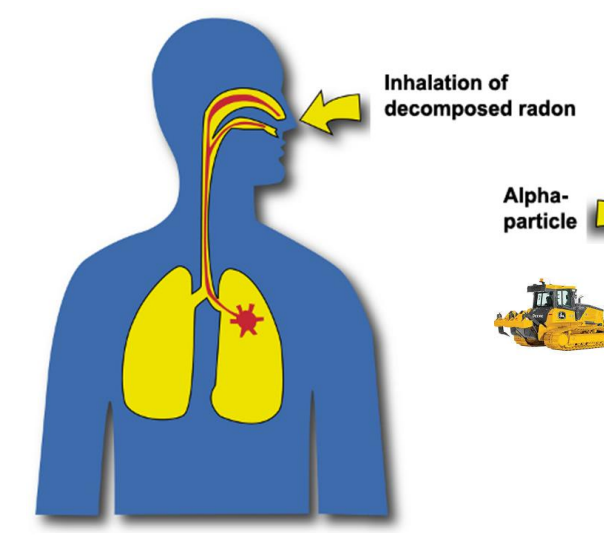 Inhalation of
decomposed radon
Alpha-
particle